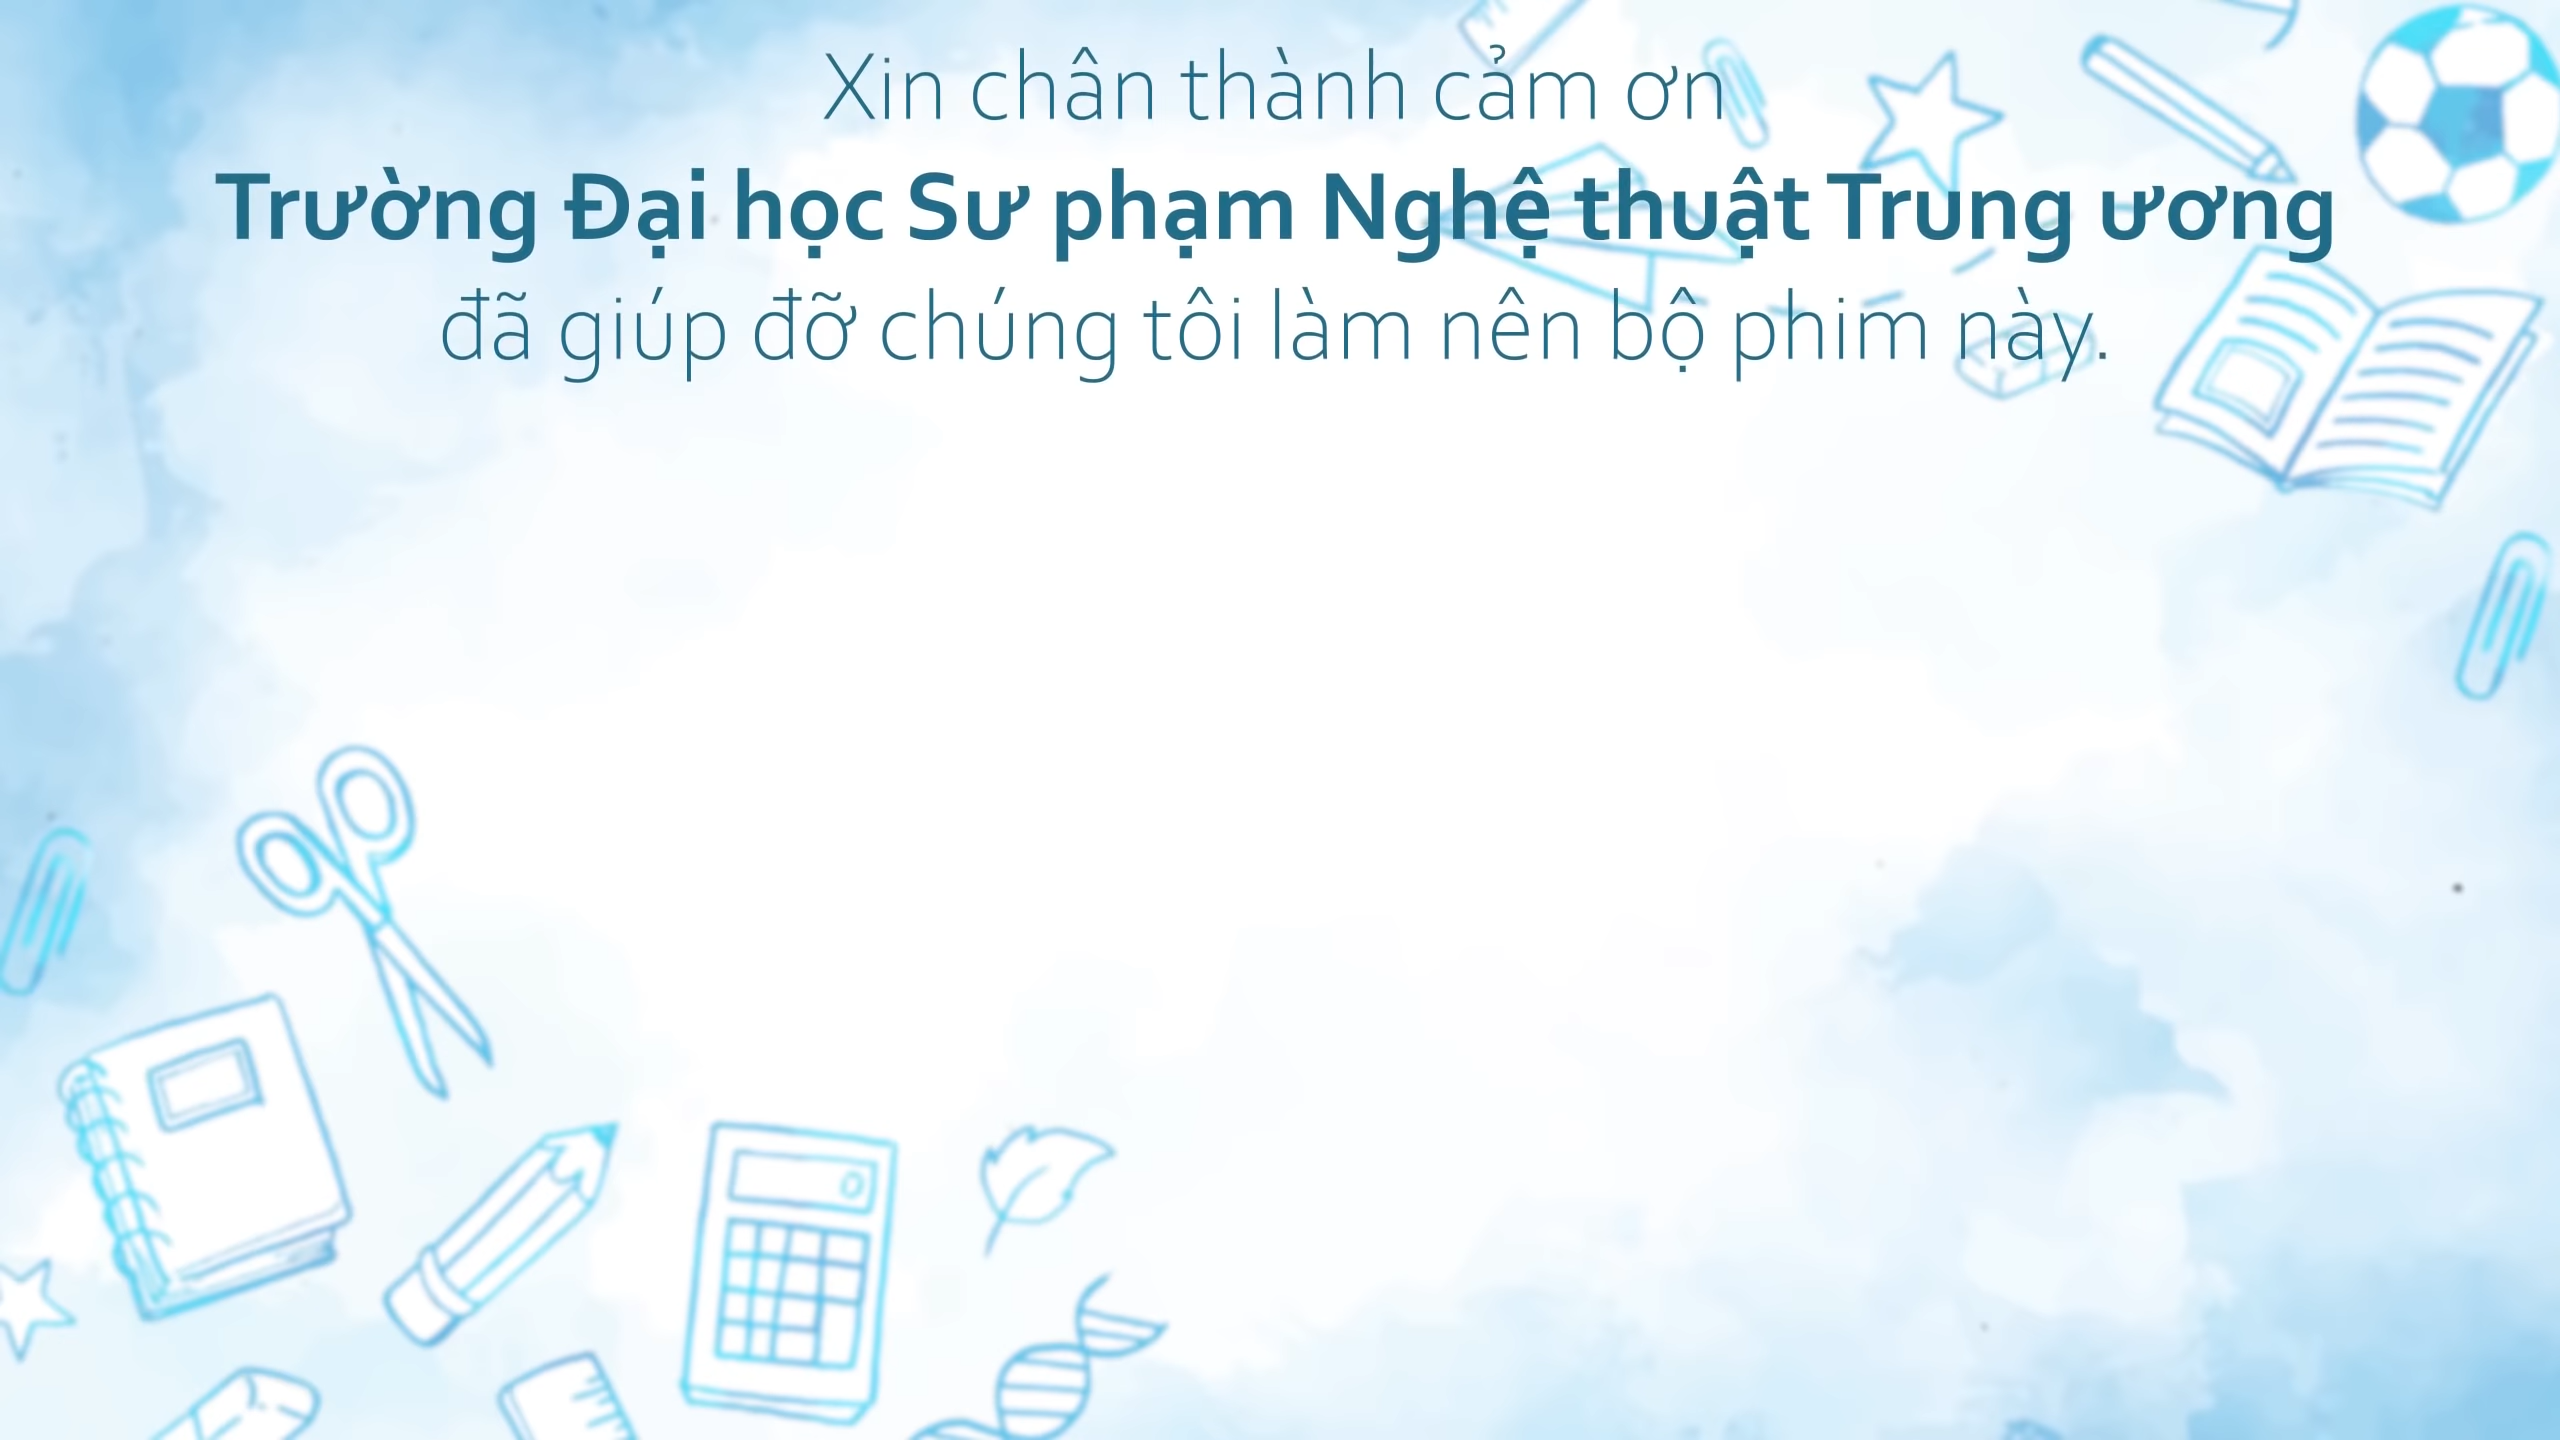 Xin chân thành cảm ơn
Trường Đại học Sư phạm Nghệ thuật Trung ương
đã giúp đỡ chúng tôi làm nên bộ phim này.